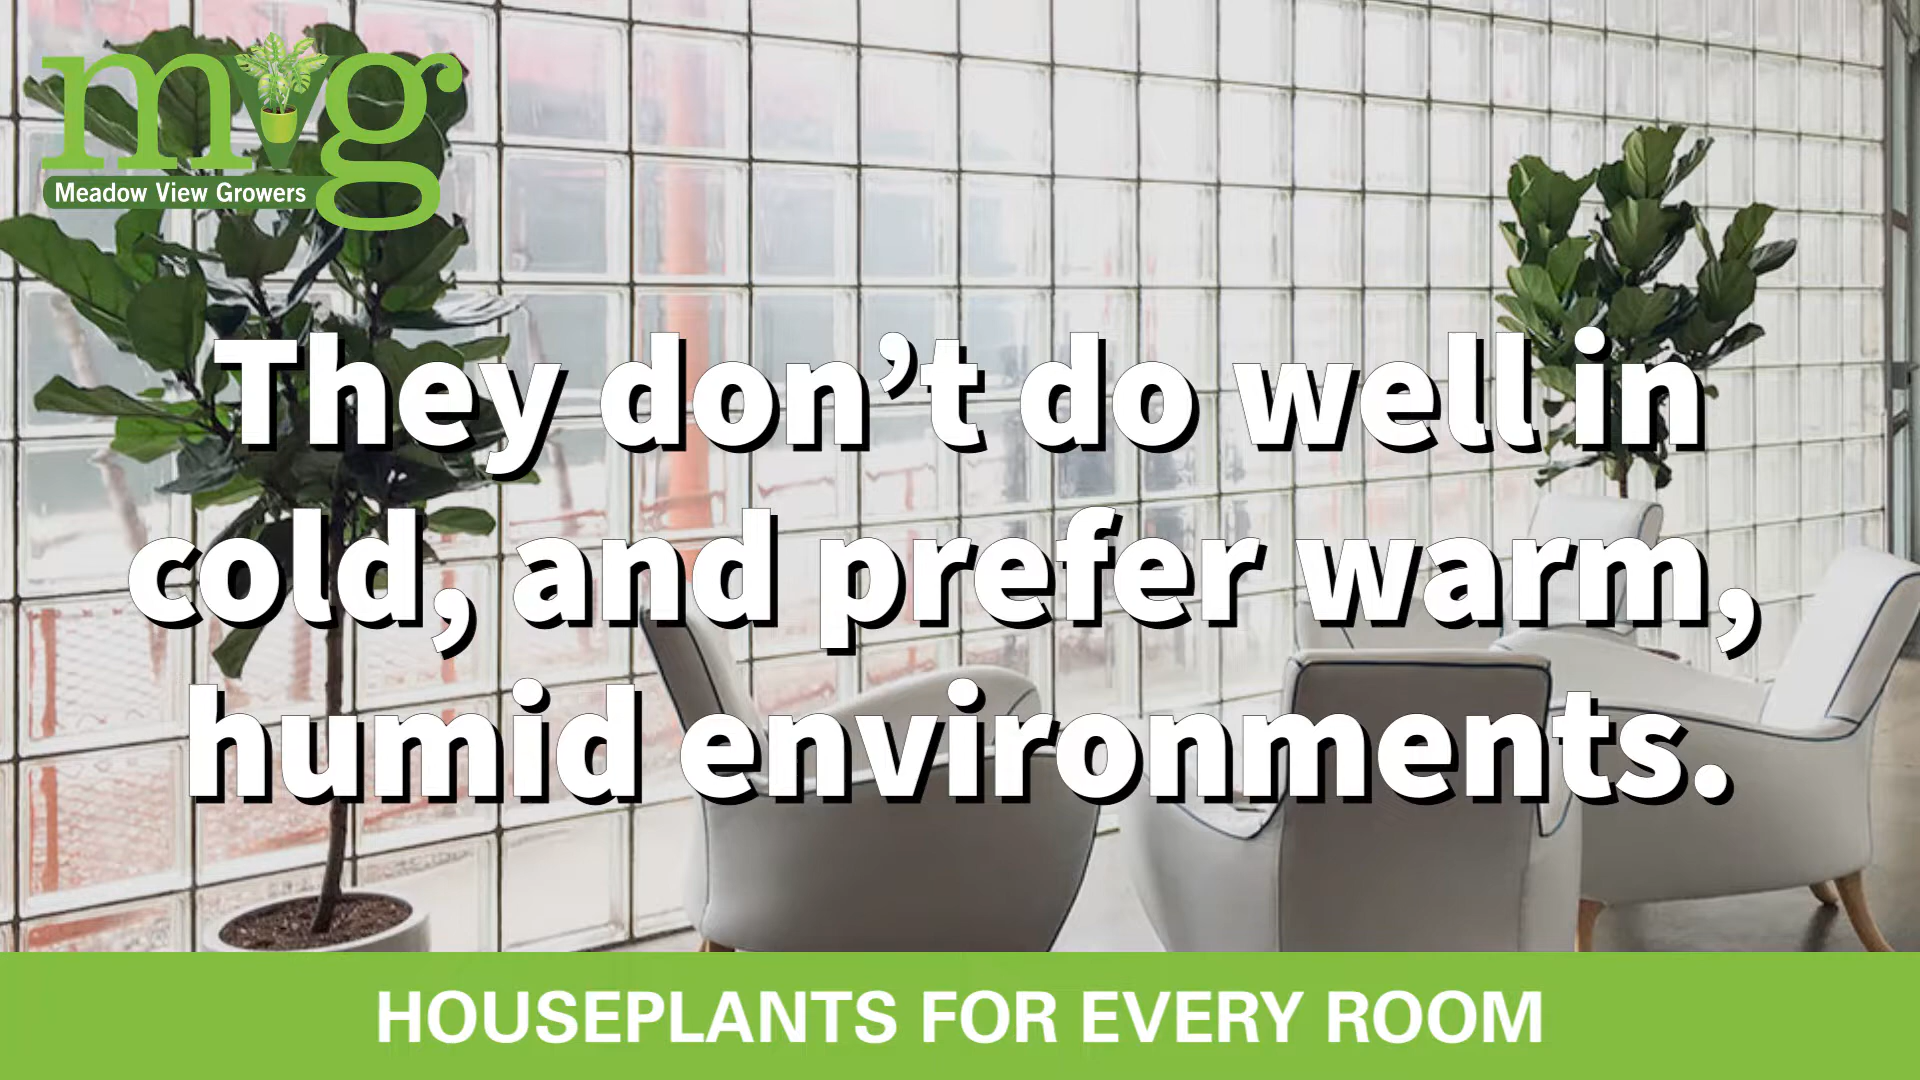 mvg
Meadow View Growers
They don’t do well in
cold, and prefer warm,
humid environments.
HOUSEPLANTS FOR EVERY ROOM